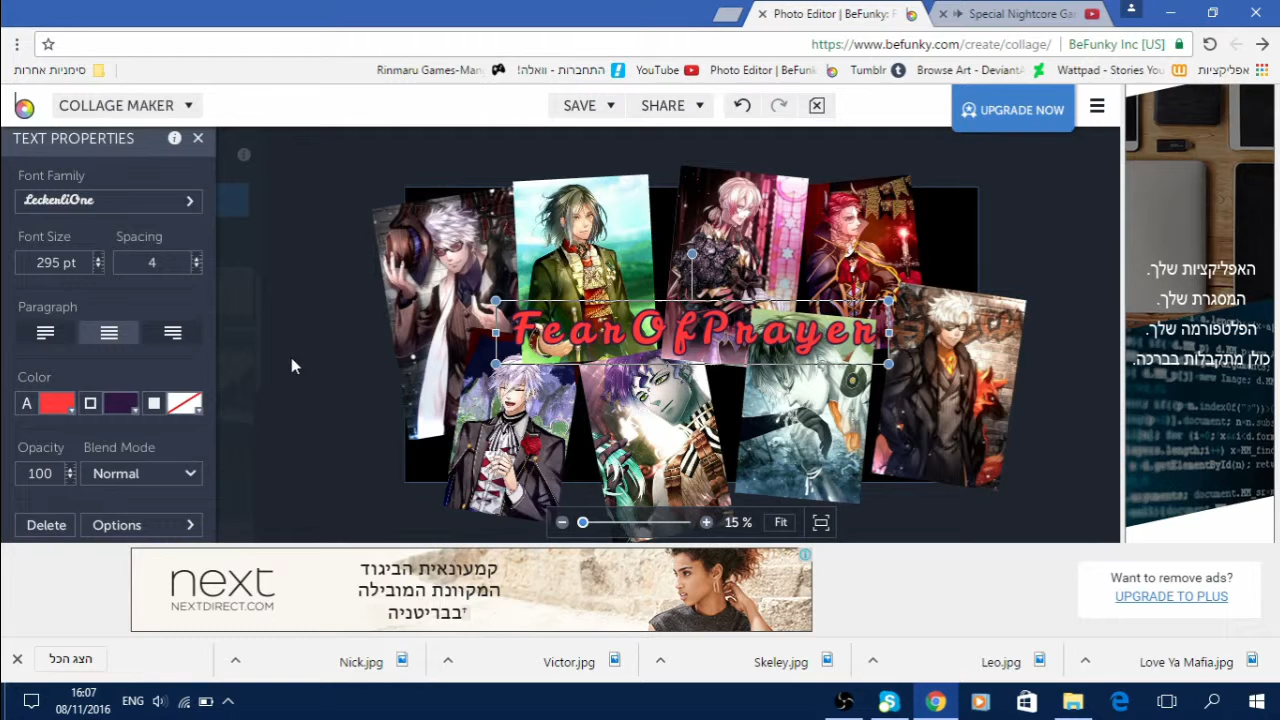 Photo Editor | BeFunky: F
Special Nightcore Ga
https://www.befunky.com/create/collage/
BeFunky Inc [US]
סימניות אחרות
Rinmaru Games-Mang
התחברייי וואלה!
YouTube
Photo Editor | BeFunk
Tumblr
Browse Art - Deviant
Wattpad - Stories You
אפליקציות
COLLAGE MAKER
SAVE
SHARE
UPGRADE NOW
TEXT PROPERTIES
Font Family
LeckerliOne
Font Size
Spacing
295 pt
4
Paragraph
Color
A
Opacity
Blend Mode
100
Normal
Delete
Options
FearOfPrayer
15 %
Fit
האפליקציות שלך.
המסגרת שלך.
הפלטפורמה שלך.
כולן מתקבלות בברכה.
next
NEXTDIRECT.COM
קמעונאית הביגוד
המקוונת המובילה
בבריטניה†
Want to remove ads?
UPGRADE TO PLUS
הצג הכל
Nick.jpg
Victor.jpg
Skeley.jpg
Leo.jpg
Love Ya Mafia.jpg
16:07
08/11/2016
ENG